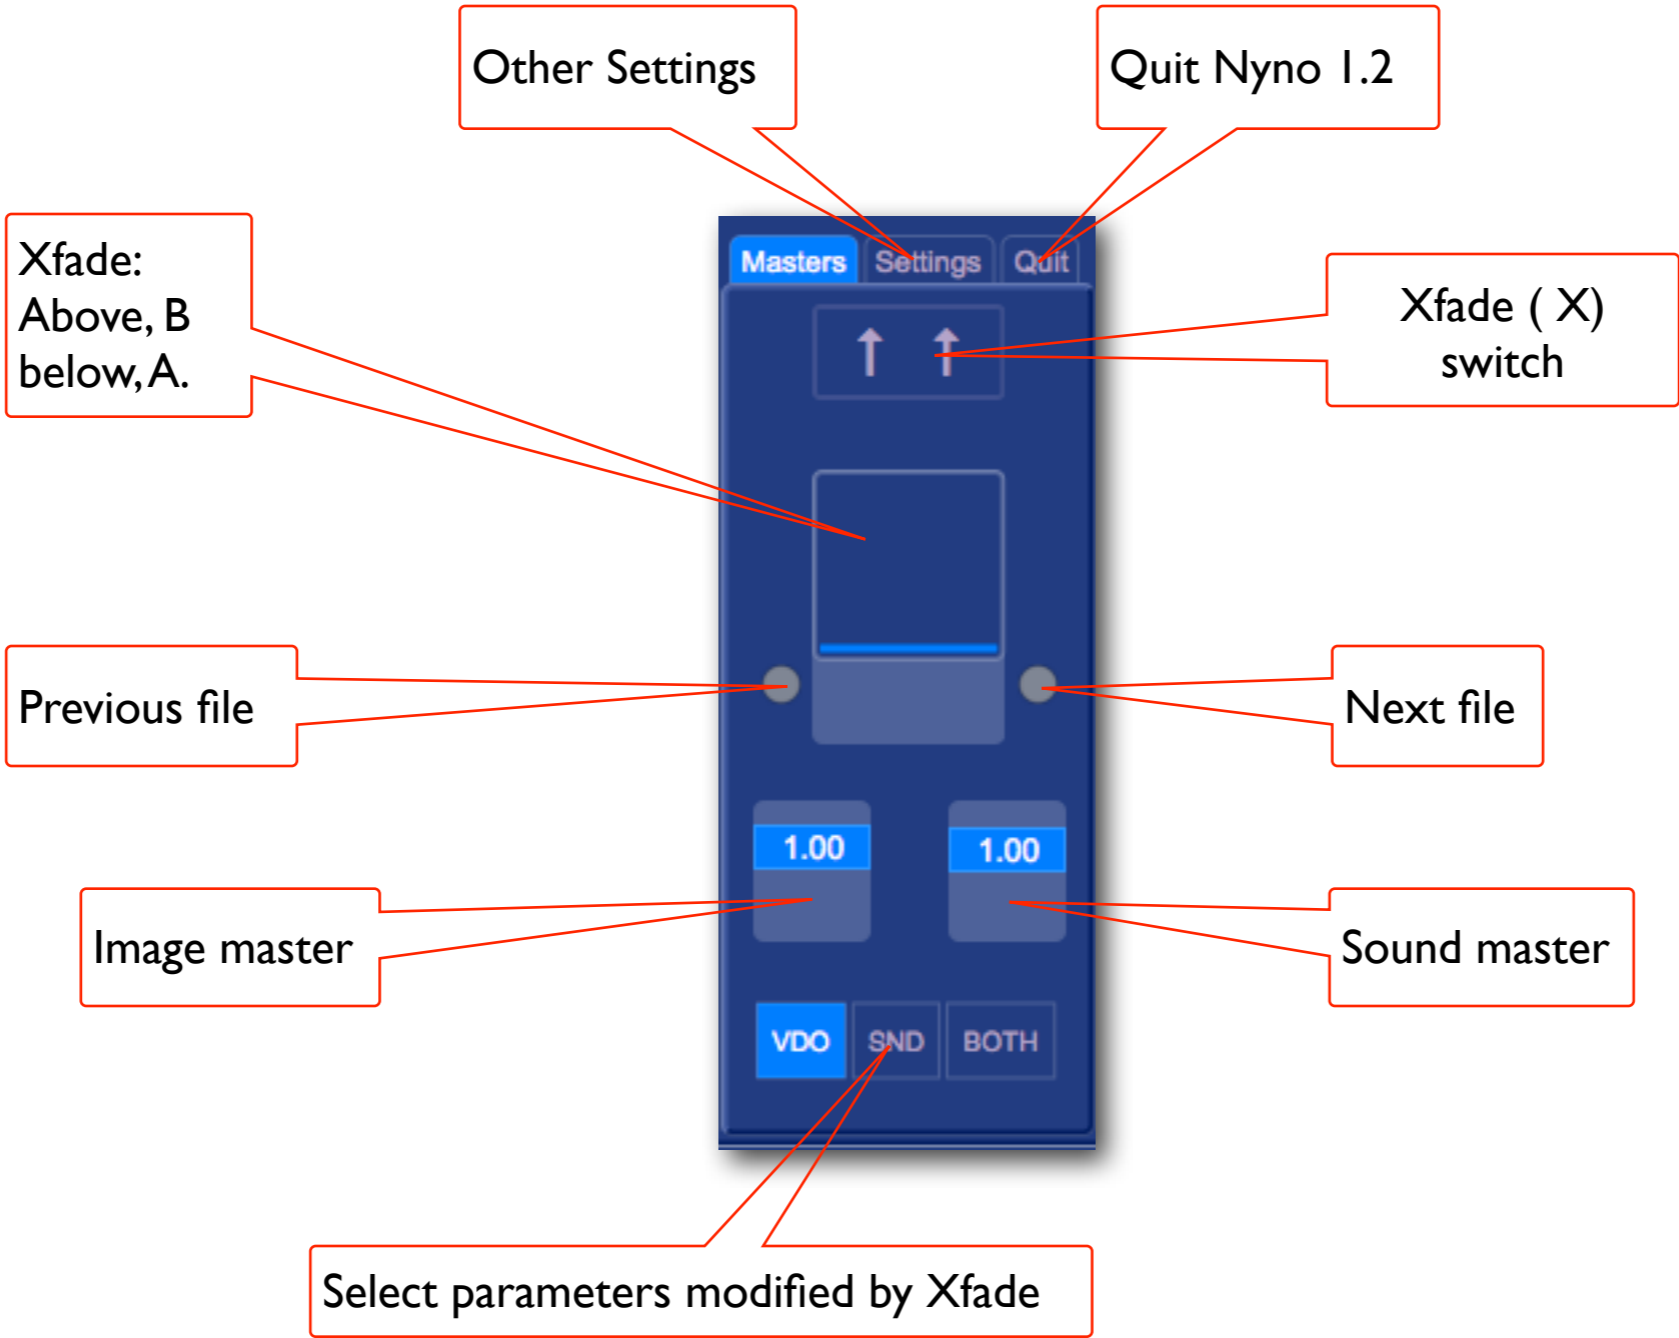 Other Settings
Quit Nyno 1.2
Xfade:
Above, B
below, A.
Masters Settings Quit
Xfade ( X)
switch
Previous file
Next file
1.00 1.00
Image master
Sound master
VDO SND BOTH
Select parameters modified by Xfade